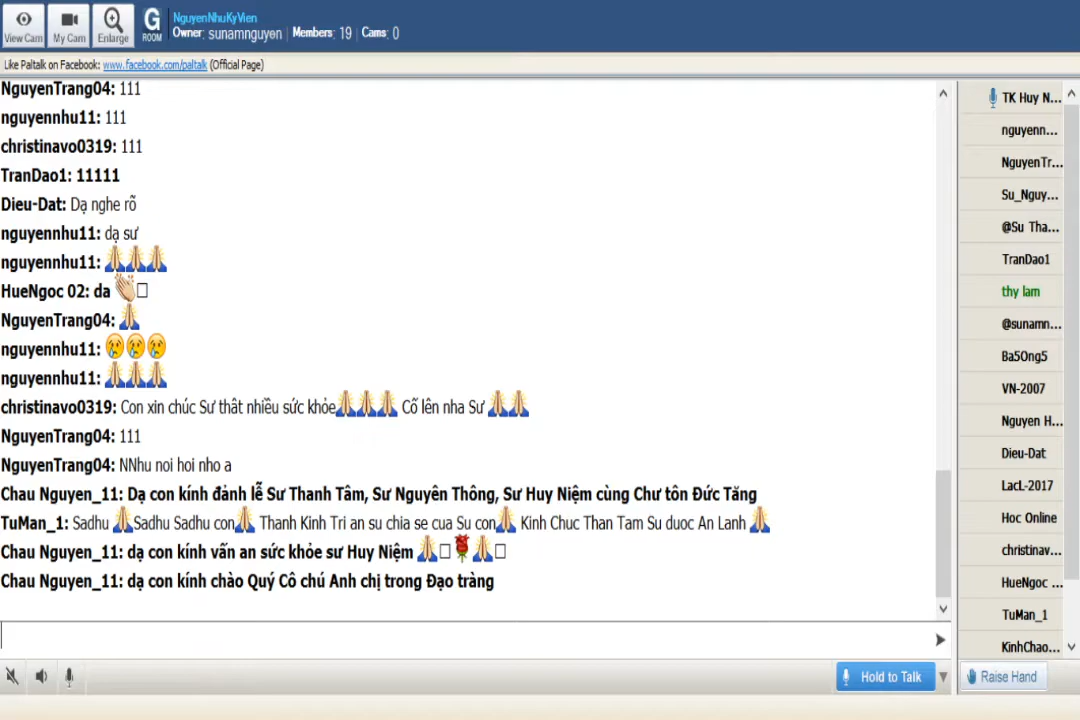 View Cam
My Cam
Enlarge
G
ROOM
NguyenNhuKyVien
Owner: sunamnguyen | Members: 19 | Cams: 0
Like Paltalk on Facebook: www.facebook.com/paltalk (Official Page)
NguyenTrang04: 111
nguyennhu11: 111
christinavo0319: 111
TranDao1: 11111
Dieu-Dat: Dạ nghe rõ
nguyennhu11: dạ sư
nguyennhu11: 🙏🙏🙏
HueNgoc 02: da 👏□
NguyenTrang04: 🙏
nguyennhu11: 😢😢😢
nguyennhu11: 🙏🙏🙏
christinavo0319: Con xin chúc Sư thât nhiều sức khỏe🙏🙏🙏 Cố lên nha Sư 🙏🙏
NguyenTrang04: 111
NguyenTrang04: NNhu noi hoi nho a
Chau Nguyen_11: Dạ con kính đảnh lễ Sư Thanh Tâm, Sư Nguyên Thông, Sư Huy Niệm cùng Chư tôn Đức Tăng
TuMan_1: Sadhu 🙏Sadhu Sadhu con🙏 Thanh Kinh Tri an su chia se cua Su con🙏 Kinh Chuc Than Tam Su duoc An Lanh 🙏
Chau Nguyen_11: dạ con kính vấn an sức khỏe sư Huy Niệm 🙏□🌹🙏□
Chau Nguyen_11: dạ con kính chào Quý Cô chú Anh chị trong Đạo tràng
Hold to Talk
TK Huy N...
nguyenn...
NguyenTr...
Su_Nguy...
@Su Tha...
TranDao1
thy lam
@sunamn...
Ba5Ong5
VN-2007
Nguyen H...
Dieu-Dat
LacL-2017
Hoc Online
christinav...
HueNgoc ...
TuMan_1
KinhChao...
Raise Hand